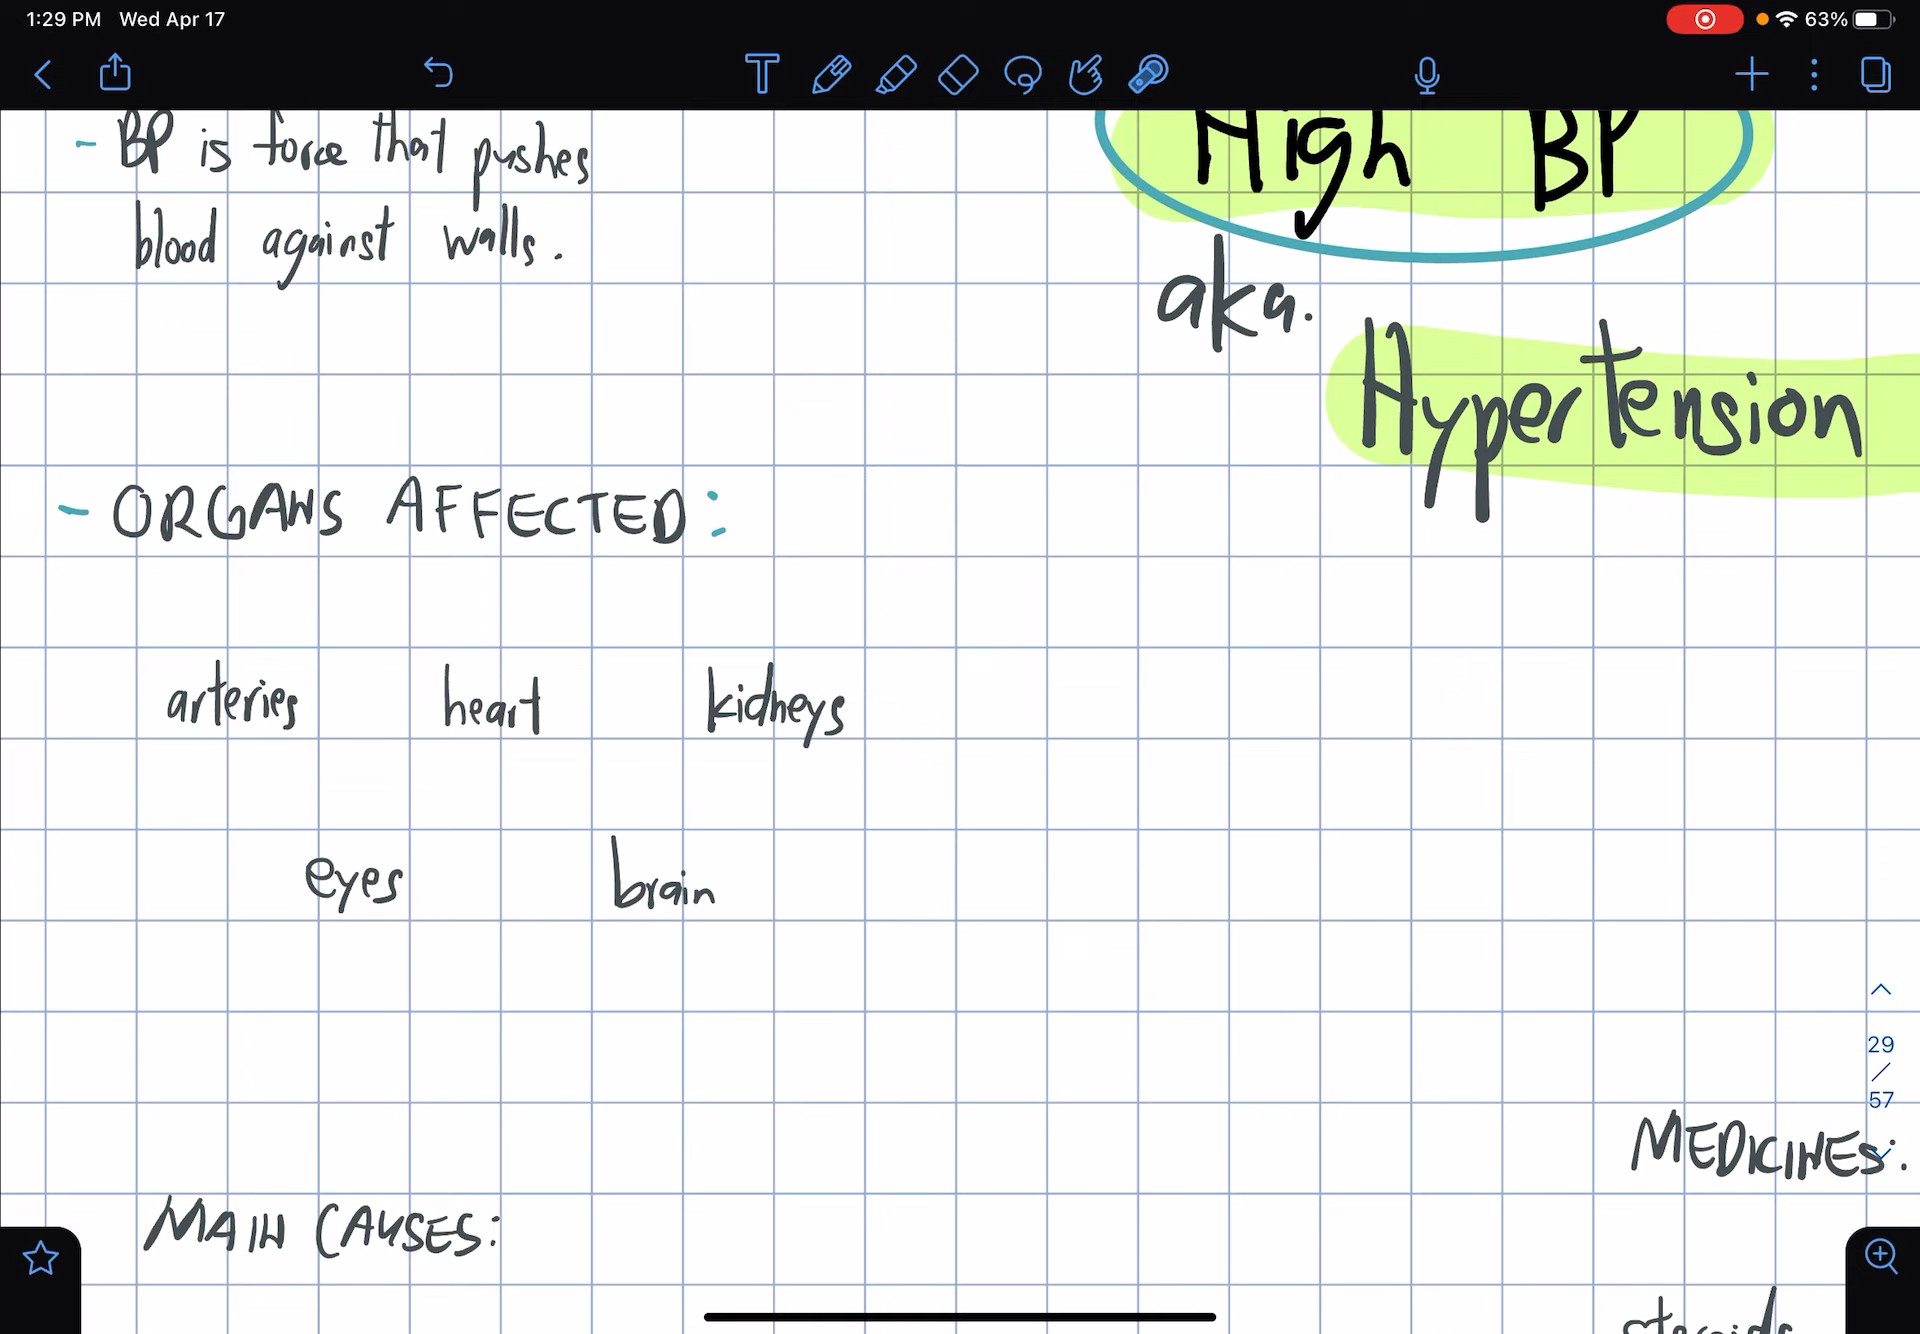 1:29 PM Wed Apr 17
63%
- BP is force that pushes
blood against walls.
High BP
aka.
Hypertension
- ORGANS AFFECTED:
arteries heart kidneys
eyes brain
29
/
57
MEDICINES:
MAIN CAUSES:
steroids